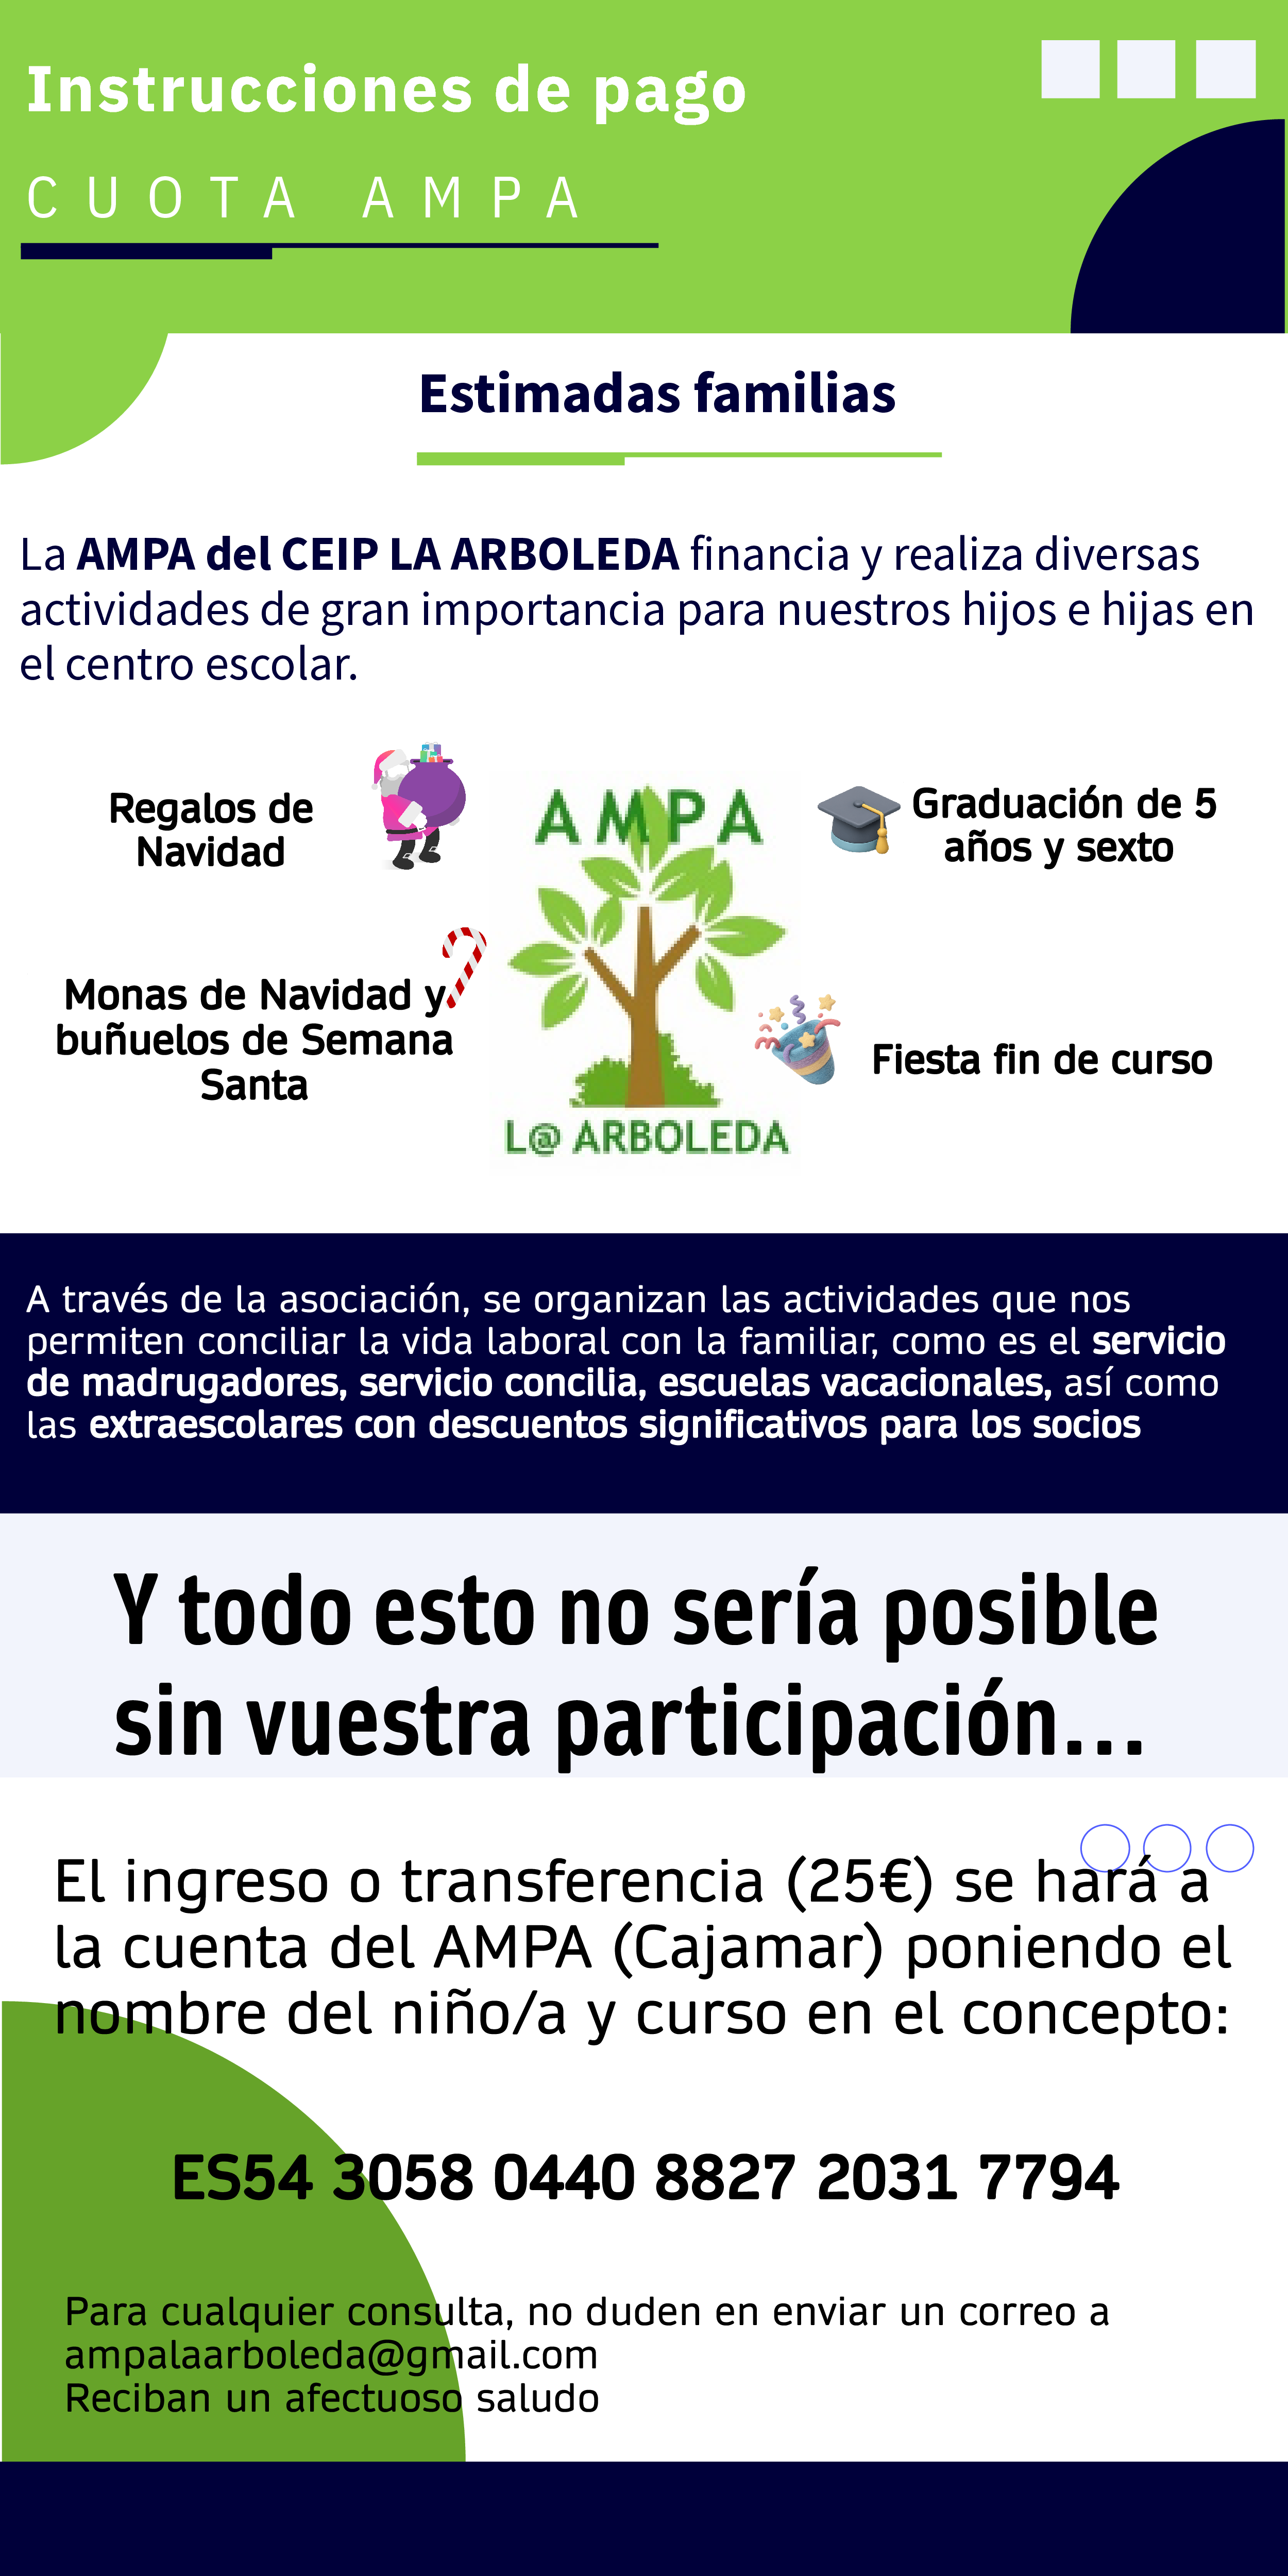 Instrucciones de pago
CUOTA AMPA
Estimadas familias
La AMPA del CEIP LA ARBOLEDA financia y realiza diversas
actividades de gran importancia para nuestros hijos e hijas en
el centro escolar.
Regalos de
Navidad
AMPA
Graduación de 5
años y sexto
Monas de Navidad y
buñuelos de Semana
Santa
Fiesta fin de curso
L@ ARBOLEDA
A través de la asociación, se organizan las actividades que nos
permiten conciliar la vida laboral con la familiar, como es el servicio
de madrugadores, servicio concilia, escuelas vacacionales, así como
las extraescolares con descuentos significativos para los socios
Y todo esto no sería posible
sin vuestra participación...
El ingreso o transferencia (25€) se hará a
la cuenta del AMPA (Cajamar) poniendo el
nombre del niño/a y curso en el concepto:
ES54 3058 0440 8827 2031 7794
Para cualquier consulta, no duden en enviar un correo a
ampalaarboleda@gmail.com
Reciban un afectuoso saludo